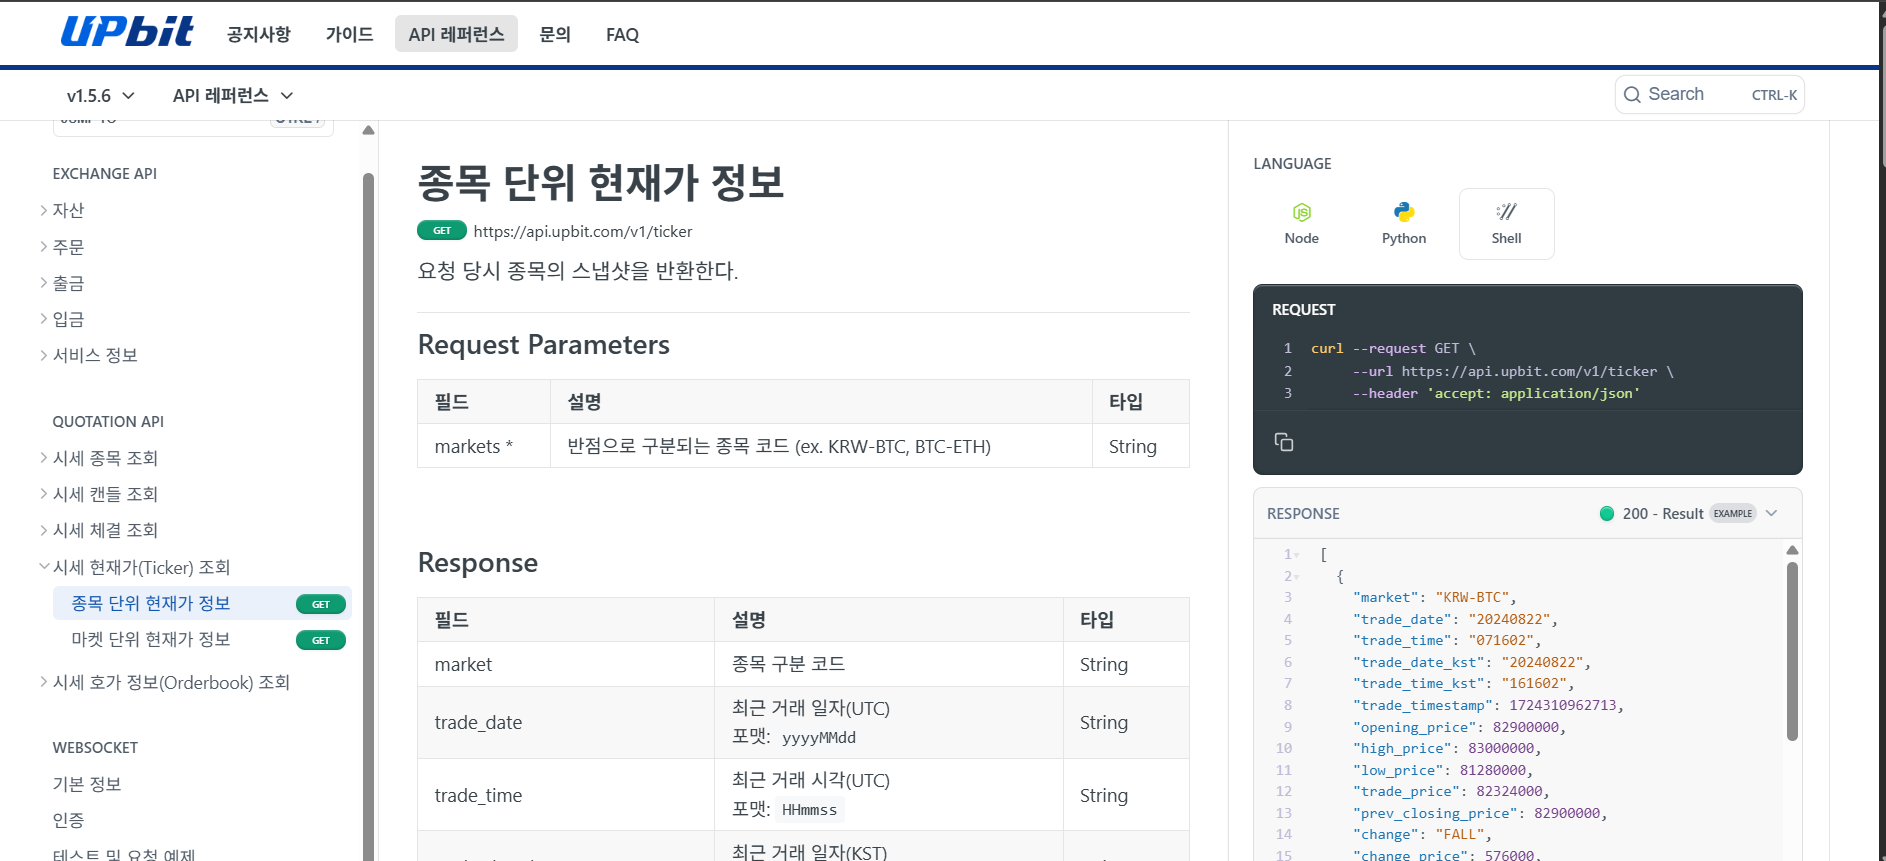 UPbit
공지사항 가이드 API 레퍼런스 문의 FAQ
v1.5.6 API 레퍼런스
Search CTRL-K
EXCHANGE API
자산
주문
출금
입금
서비스 정보
QUOTATION API
시세 종목 조회
시세 캔들 조회
시세 체결 조회
시세 현재가(Ticker) 조회
종목 단위 현재가 정보 GET
마켓 단위 현재가 정보 GET
시세 호가 정보(Orderbook) 조회
WEBSOCKET
기본 정보
인증
테스트 및 요청 예제
종목 단위 현재가 정보
GET https://api.upbit.com/v1/ticker
요청 당시 종목의 스냅샷을 반환한다.
Request Parameters
필드 설명 타입
markets * 반점으로 구분되는 종목 코드 (ex. KRW-BTC, BTC-ETH) String
Response
필드 설명 타입
market 종목 구분 코드 String
trade_date 최근 거래 일자(UTC) String
포맷: yyyyMMdd
trade_time 최근 거래 시각(UTC) String
포맷: HHmmss
최근 거래 일자(KST)
LANGUAGE
Node Python Shell
REQUEST
1 curl --request GET \
2 --url https://api.upbit.com/v1/ticker \
3 --header 'accept: application/json'
RESPONSE 200 - Result EXAMPLE
1 [
2 {
3 "market": "KRW-BTC",
4 "trade_date": "20240822",
5 "trade_time": "071602",
6 "trade_date_kst": "20240822",
7 "trade_time_kst": "161602",
8 "trade_timestamp": 1724310962713,
9 "opening_price": 82900000,
10 "high_price": 83000000,
11 "low_price": 81280000,
12 "trade_price": 82324000,
13 "prev_closing_price": 82900000,
14 "change": "FALL",
15 "change_price": 576000,